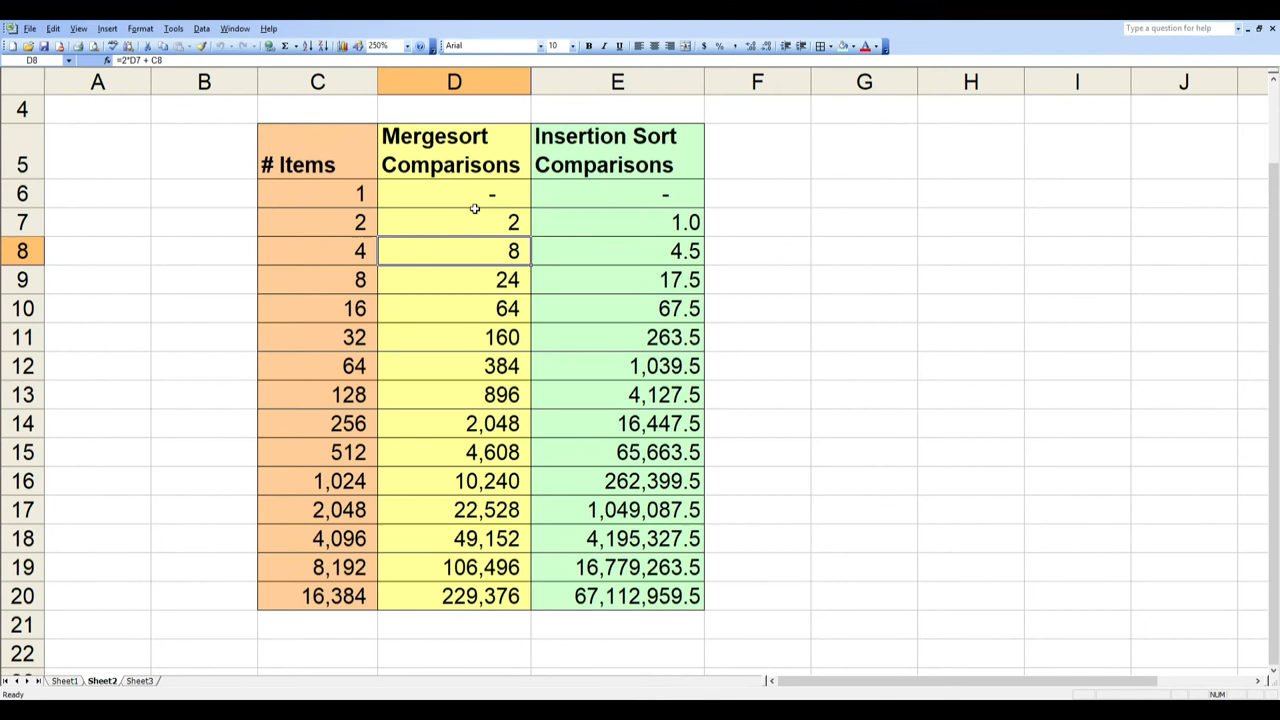 File Edit View Insert Format Tools Data Window Help Type a question for help
250% Arial 10 B I U $ % ,
D8 fx =2*D7 + C8
A B C D E F G H I J
4
5 # Items Mergesort Comparisons Insertion Sort Comparisons
6 1 - -
7 2 2 1.0
8 4 8 4.5
9 8 24 17.5
10 16 64 67.5
11 32 160 263.5
12 64 384 1,039.5
13 128 896 4,127.5
14 256 2,048 16,447.5
15 512 4,608 65,663.5
16 1,024 10,240 262,399.5
17 2,048 22,528 1,049,087.5
18 4,096 49,152 4,195,327.5
19 8,192 106,496 16,779,263.5
20 16,384 229,376 67,112,959.5
21
22
Sheet1 Sheet2 Sheet3
Ready NUM